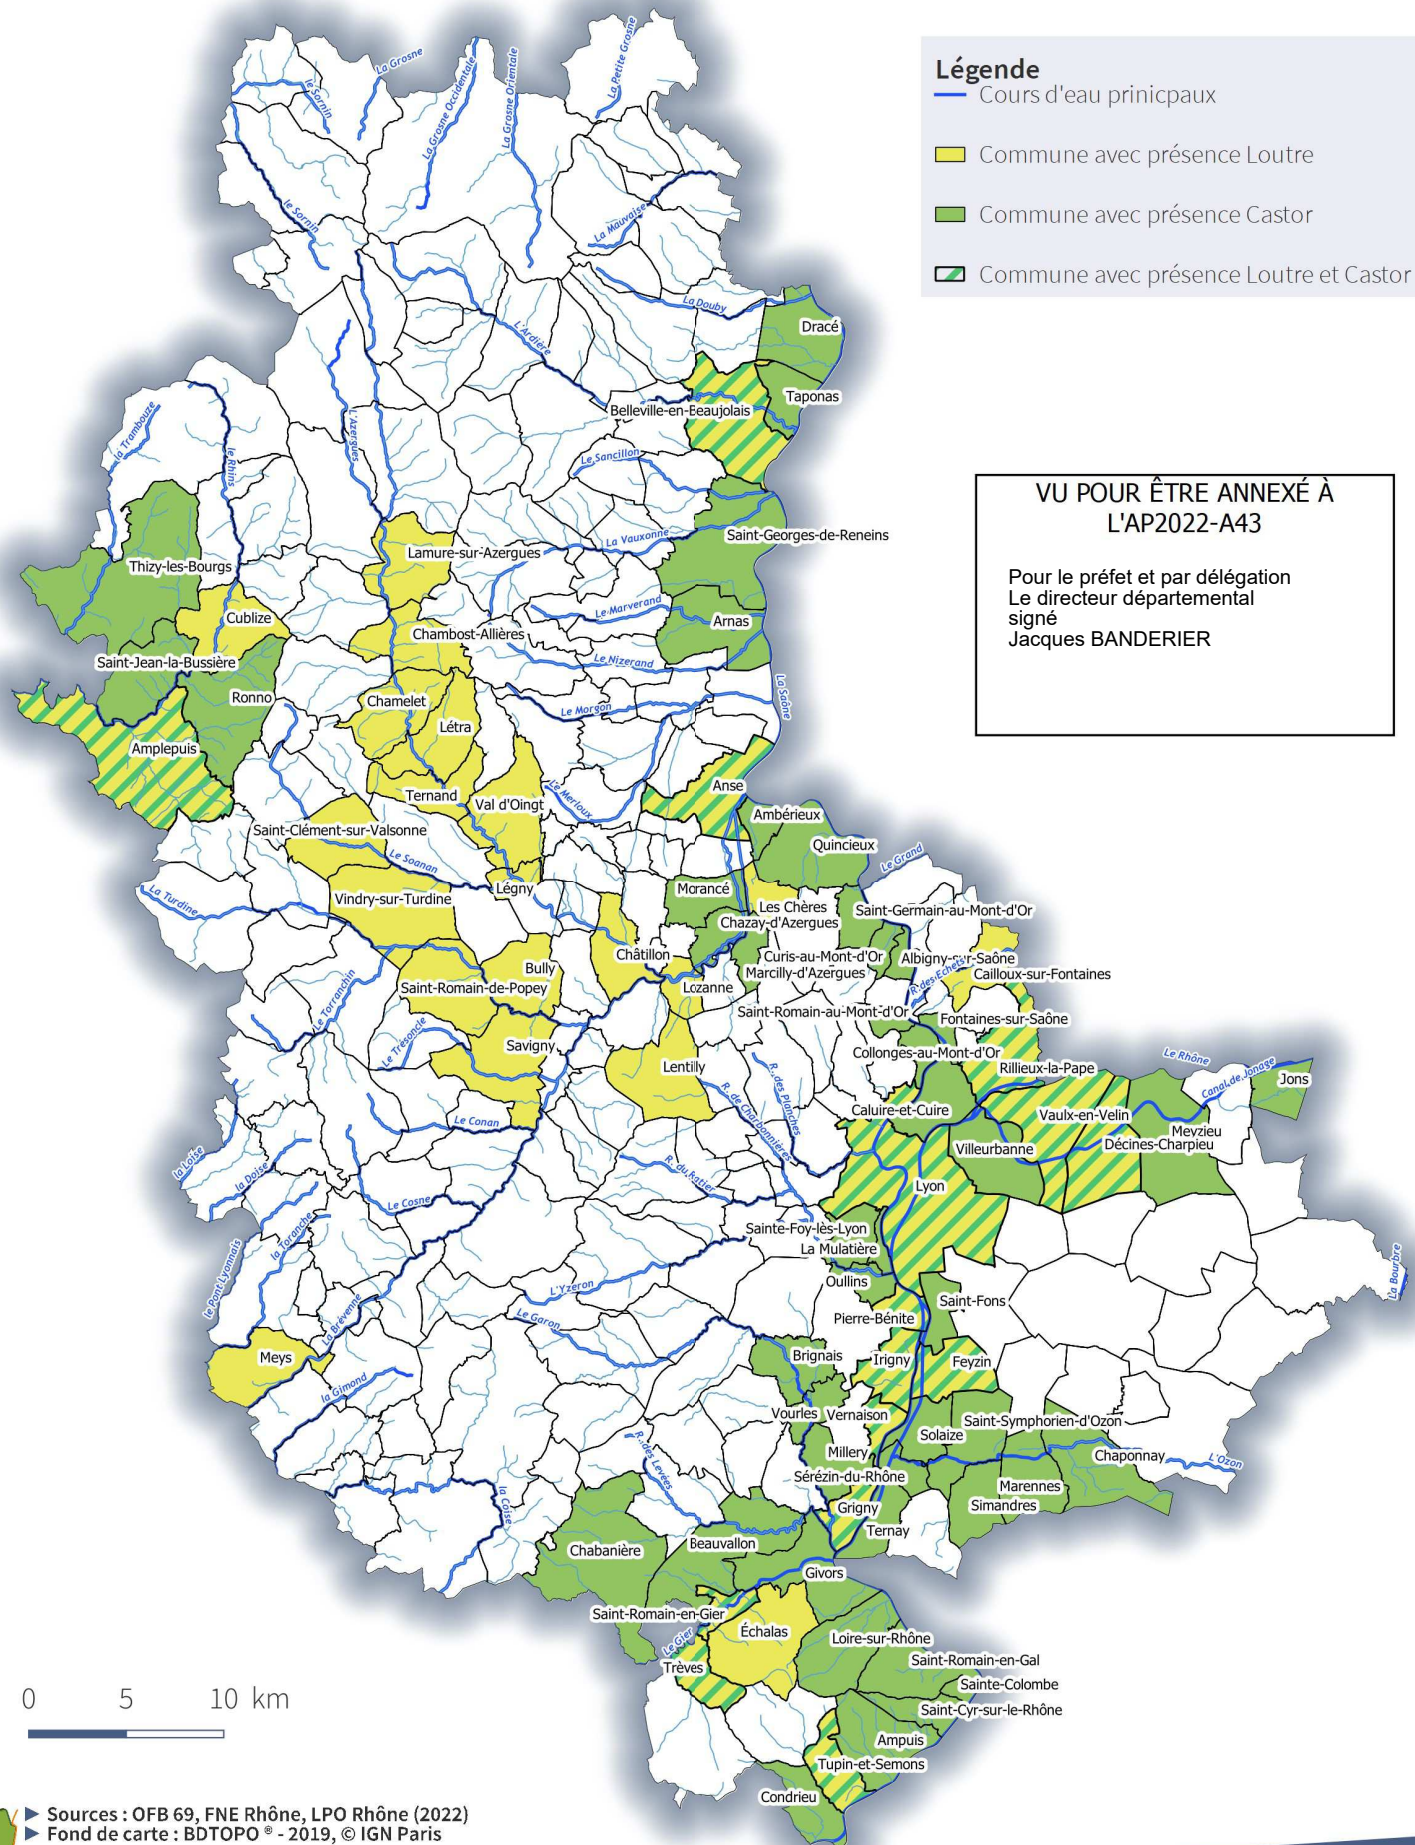 Légende
Cours d'eau prinicpaux
Commune avec présence Loutre
Commune avec présence Castor
Commune avec présence Loutre et Castor
VU POUR ÊTRE ANNEXÉ À
L'AP2022-A43
Pour le préfet et par délégation
Le directeur départemental
signé
Jacques BANDERIER
La Grosne
le Sornin
La Grosne Occidentale
La Grosne Orientale
La Petite Grosne
le Sornin
La Mauvaise
La Douby
Dracé
L'Ardière
Taponas
Belleville-en-Beaujolais
la Trambouze
le Rhins
L'Azergues
Le Sancillon
Saint-Georges-de-Reneins
La Vauxonne
Lamure-sur-Azergues
Thizy-les-Bourgs
Le Marverand
Cublize
Arnas
Chambost-Allières
Saint-Jean-la-Bussière
Le Nizerand
Ronno
Chamelet
La Saône
Le Morgon
Létra
Amplepuis
Anse
Ternand
Val d'Oingt
Le Merloux
Ambérieux
Saint-Clément-sur-Valsonne
Quincieux
Le Soanan
Le Grand
Légny
Morancé
La Turdine
Vindry-sur-Turdine
Les Chères
Saint-Germain-au-Mont-d'Or
Chazay-d'Azergues
Châtillon
Curis-au-Mont-d'Or
Albigny-sur-Saône
Bully
Marcilly-d'Azergues
R. des Echets
Cailloux-sur-Fontaines
Saint-Romain-de-Popey
Lozanne
Le Torranchin
Saint-Romain-au-Mont-d'Or
Fontaines-sur-Saône
Le Trésoncle
Savigny
Collonges-au-Mont-d'Or
Lentilly
Rillieux-la-Pape
Le Rhône
Canal de Jonage
Jons
R. de Charbonnières
R. des Planches
Caluire-et-Cuire
Vaulx-en-Velin
Le Conan
Meyzieu
Villeurbanne
Décines-Charpieu
la Loise
la Doise
R. du Ratier
Lyon
Le Cosne
la Toranche
Sainte-Foy-lès-Lyon
La Mulatière
le Pont Lyonnais
Oullins
La Bourbre
L'Yzeron
Saint-Fons
La Brévenne
Le Garon
Pierre-Bénite
Meys
Brignais
Irigny
Feyzin
la Gimond
Vourles
Vernaison
Saint-Symphorien-d'Ozon
Solaize
R. des Levées
Millery
Chaponnay
L'Ozon
Sérézin-du-Rhône
Marennes
la Coise
Grigny
Simandres
Ternay
Beauvallon
Chabanière
Givors
Saint-Romain-en-Gier
Échalas
Loire-sur-Rhône
Le Gier
Saint-Romain-en-Gal
Trèves
Sainte-Colombe
Saint-Cyr-sur-le-Rhône
Ampuis
Tupin-et-Semons
Condrieu
0 5 10 km
Sources : OFB 69, FNE Rhône, LPO Rhône (2022)
Fond de carte : BDTOPO ® - 2019, © IGN Paris